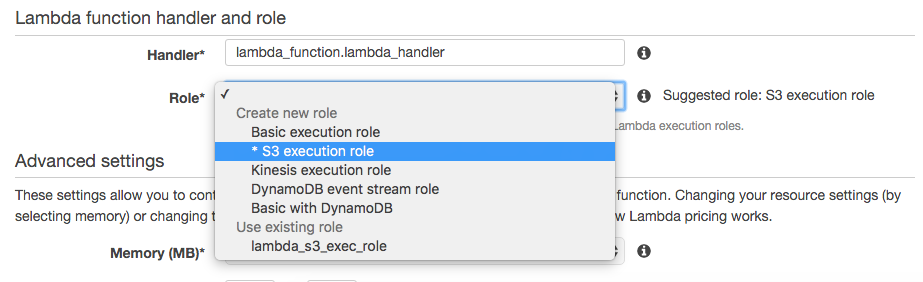 Lambda function handler and role
Handler* lambda_function.lambda_handler
Role* ✓ Suggested role: S3 execution role
Create new role
Lambda execution roles.
Basic execution role
* S3 execution role
Kinesis execution role
DynamoDB event stream role
Basic with DynamoDB
Use existing role
lambda_s3_exec_role
Advanced settings
These settings allow you to cont function. Changing your resource settings (by
selecting memory) or changing t w Lambda pricing works.
Memory (MB)*